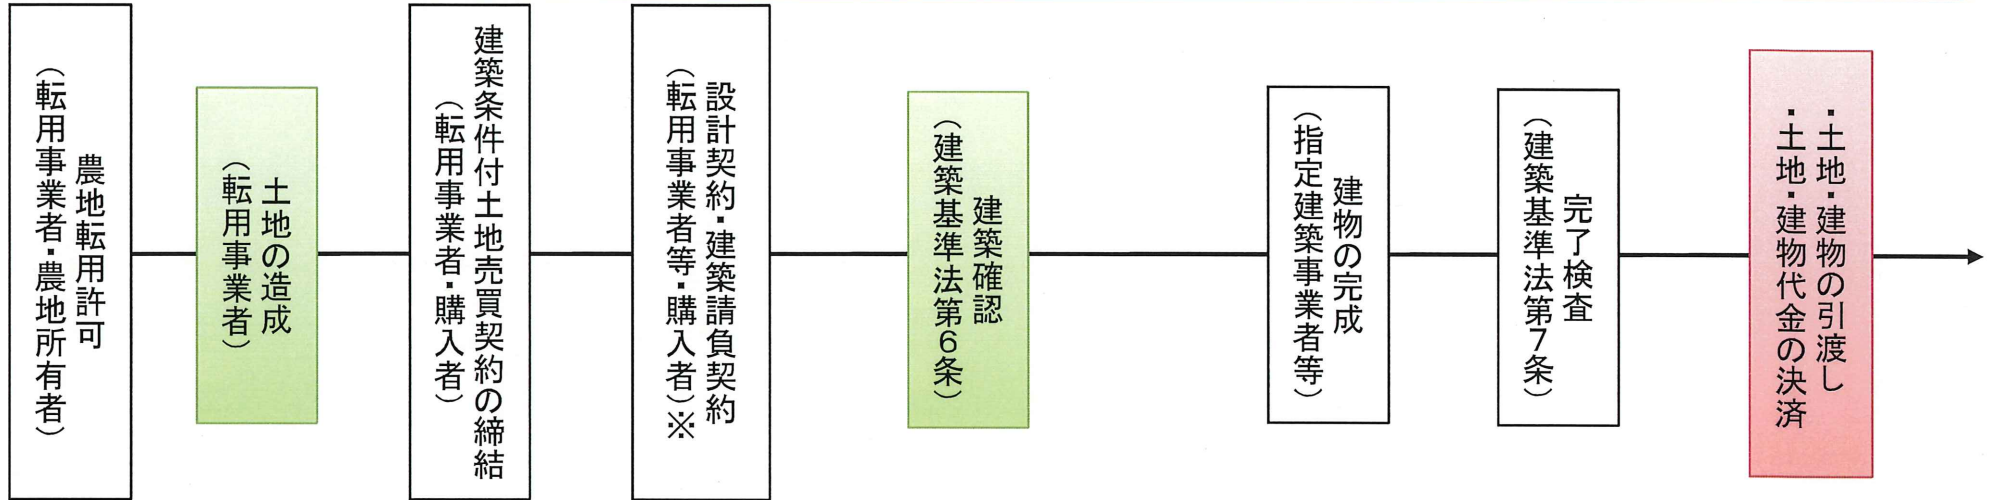 農地転用許可
（転用事業者・農地所有者）
土地の造成
（転用事業者）
建築条件付土地売買契約の締結
（転用事業者・購入者）
設計契約・建築請負契約
（転用事業者等・購入者）※
建築確認
（建築基準法第6条）
建物の完成
（指定建築事業者等）
完了検査
（建築基準法第7条）
・土地・建物の引渡し
・土地・建物代金の決済